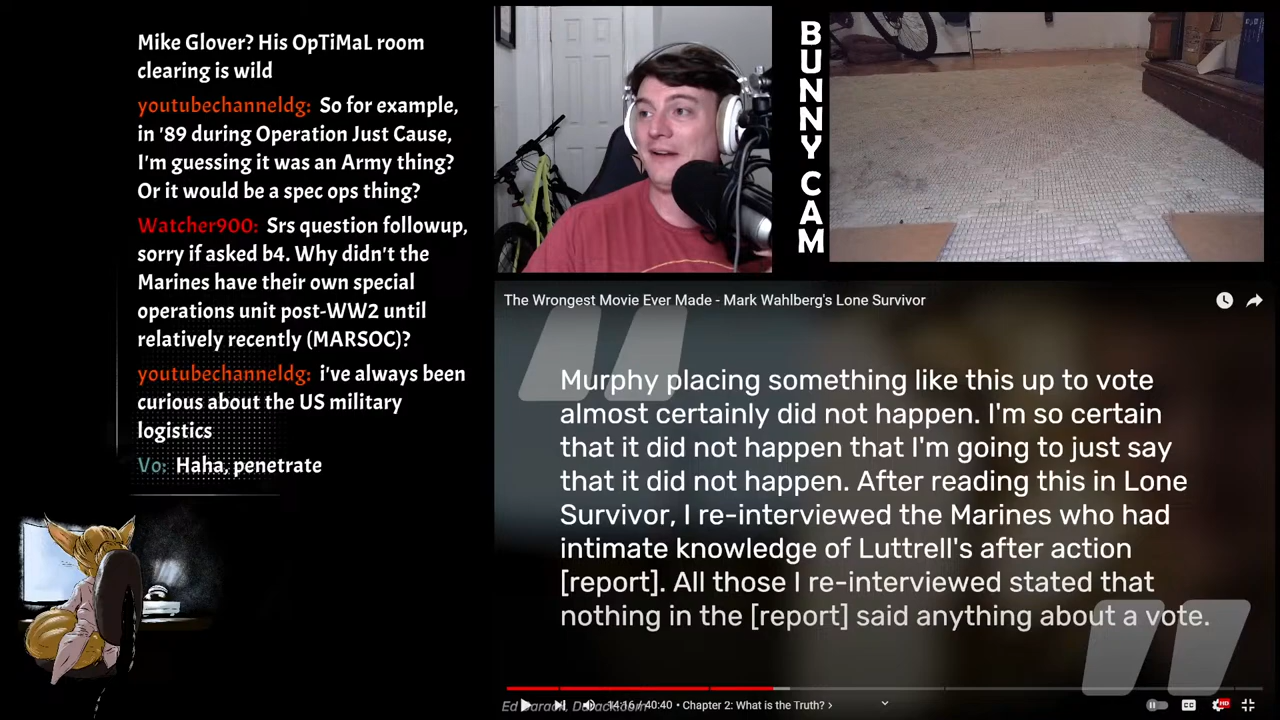 Mike Glover? His OpTiMaL room
clearing is wild
youtubechanneldg: So for example,
in '89 during Operation Just Cause,
I'm guessing it was an Army thing?
Or it would be a spec ops thing?
Watcher900: Srs question followup,
sorry if asked b4. Why didn't the
Marines have their own special
operations unit post-WW2 until
relatively recently (MARSOC)?
youtubechanneldg: i've always been
curious about the US military
logistics
Vo: Haha, penetrate
BUNNY CAM
The Wrongest Movie Ever Made - Mark Wahlberg's Lone Survivor
Murphy placing something like this up to vote
almost certainly did not happen. I'm so certain
that it did not happen that I'm going to just say
that it did not happen. After reading this in Lone
Survivor, I re-interviewed the Marines who had
intimate knowledge of Luttrell's after action
[report]. All those I re-interviewed stated that
nothing in the [report] said anything about a vote.
14:16 / 40:40 • Chapter 2: What is the Truth? ›
CC
HD